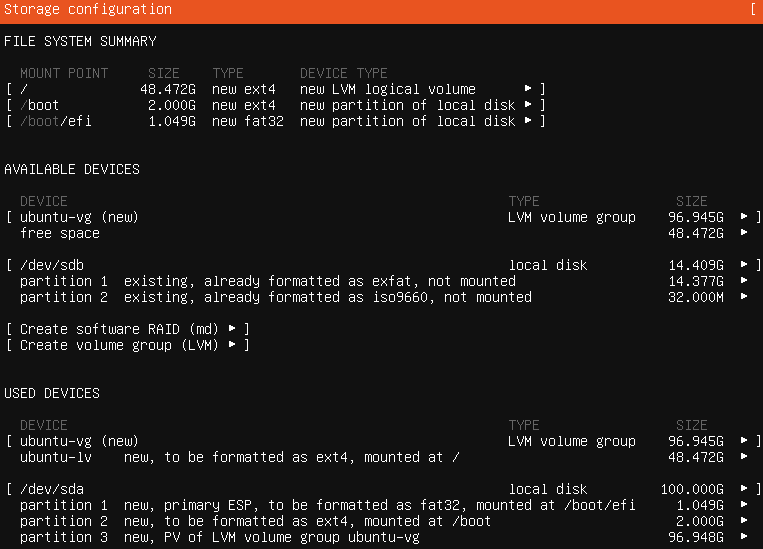 Storage configuration [
FILE SYSTEM SUMMARY
MOUNT POINT SIZE TYPE DEVICE TYPE
[ / 48.472G new ext4 new LVM logical volume ▸ ]
[ /boot 2.000G new ext4 new partition of local disk ▸ ]
[ /boot/efi 1.049G new fat32 new partition of local disk ▸ ]
AVAILABLE DEVICES
DEVICE TYPE SIZE
[ ubuntu-vg (new) LVM volume group 96.945G ▸ ]
free space 48.472G ▸
[ /dev/sdb local disk 14.409G ▸ ]
partition 1 existing, already formatted as exfat, not mounted 14.377G ▸
partition 2 existing, already formatted as iso9660, not mounted 32.000M ▸
[ Create software RAID (md) ▸ ]
[ Create volume group (LVM) ▸ ]
USED DEVICES
DEVICE TYPE SIZE
[ ubuntu-vg (new) LVM volume group 96.945G ▸ ]
ubuntu-lv new, to be formatted as ext4, mounted at / 48.472G ▸
[ /dev/sda local disk 100.000G ▸ ]
partition 1 new, primary ESP, to be formatted as fat32, mounted at /boot/efi 1.049G ▸
partition 2 new, to be formatted as ext4, mounted at /boot 2.000G ▸
partition 3 new, PV of LVM volume group ubuntu-vg 96.948G ▸